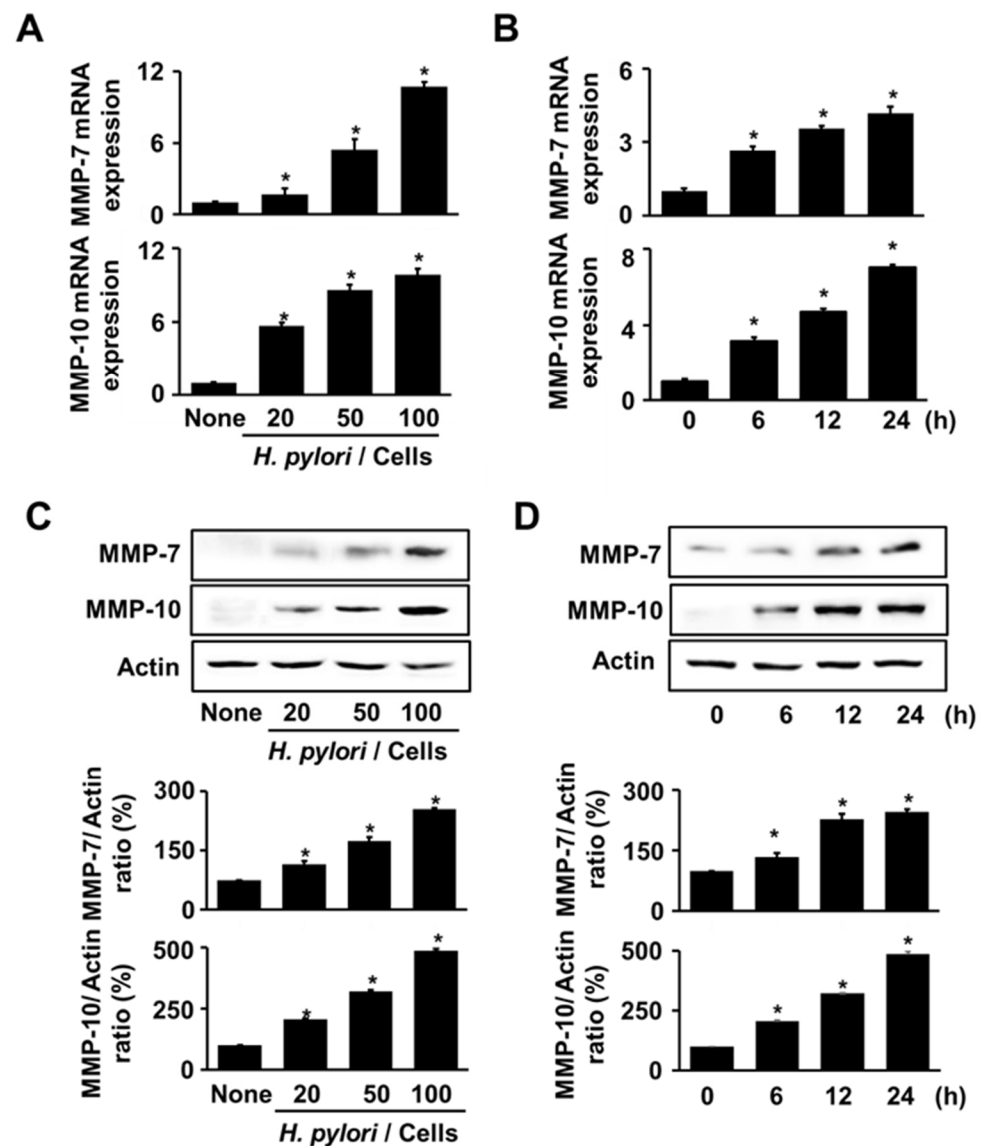 A
MMP-7 mRNA
expression
12
6
0
*
*
*
MMP-10 mRNA
expression
12
6
0
*
*
*
None 20 50 100
H. pylori / Cells
B
MMP-7 mRNA
expression
6
3
0
*
*
*
MMP-10 mRNA
expression
8
4
0
*
*
*
0 6 12 24 (h)
C
MMP-7
MMP-10
Actin
None 20 50 100
H. pylori / Cells
MMP-7/Actin
ratio (%)
300
150
0
*
*
*
MMP-10/Actin
ratio (%)
500
250
0
*
*
*
None 20 50 100
H. pylori / Cells
D
MMP-7
MMP-10
Actin
0 6 12 24 (h)
MMP-7/Actin
ratio (%)
300
150
0
*
*
*
MMP-10/Actin
ratio (%)
500
250
0
*
*
*
0 6 12 24 (h)